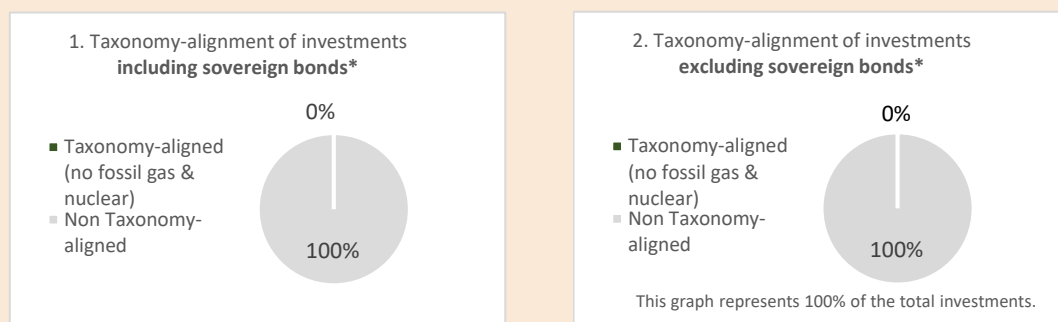 1. Taxonomy-alignment of investments
including sovereign bonds*
0%
Taxonomy-aligned
(no fossil gas &
nuclear)
Non Taxonomy-
aligned
100%
2. Taxonomy-alignment of investments
excluding sovereign bonds*
0%
Taxonomy-aligned
(no fossil gas &
nuclear)
Non Taxonomy-
aligned
100%
This graph represents 100% of the total investments.